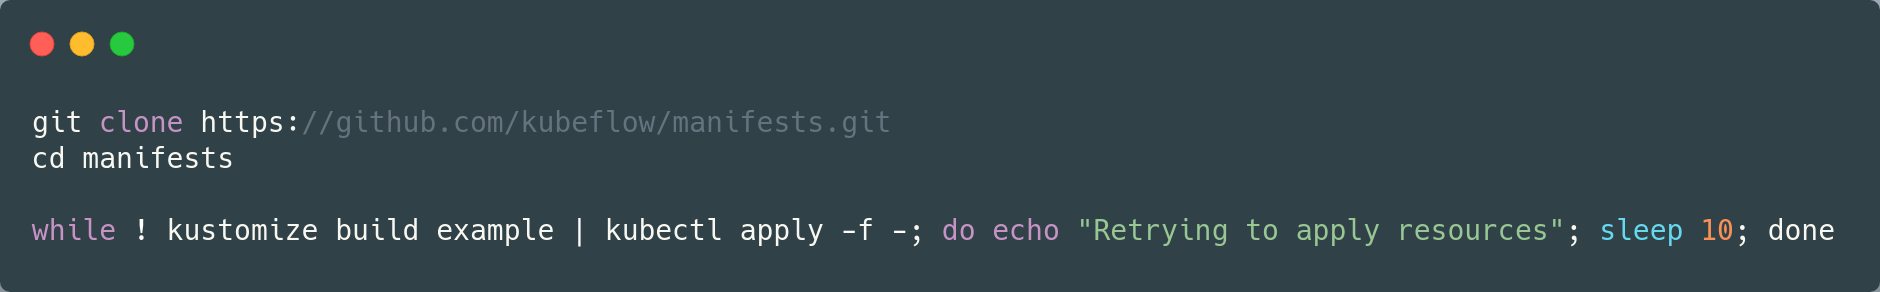 git clone https://github.com/kubeflow/manifests.git
cd manifests
while ! kustomize build example | kubectl apply -f -; do echo "Retrying to apply resources"; sleep 10; done